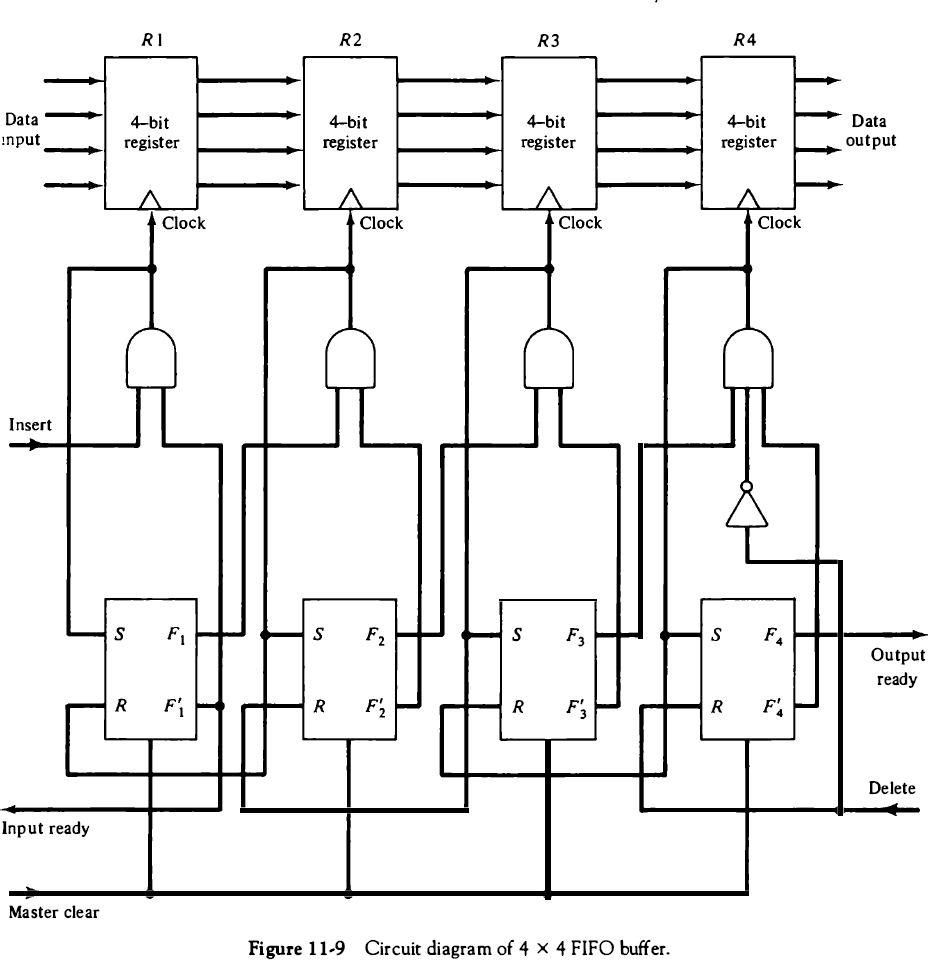 R1 R2 R3 R4
Data
input
4-bit
register
4-bit
register
4-bit
register
4-bit
register
Data
output
Clock Clock Clock Clock
Insert
S F₁ S F₂ S F₃ S F₄
Output
ready
R F′₁ R F′₂ R F′₃ R F′₄
Delete
Input ready
Master clear
Figure 11-9 Circuit diagram of 4 × 4 FIFO buffer.